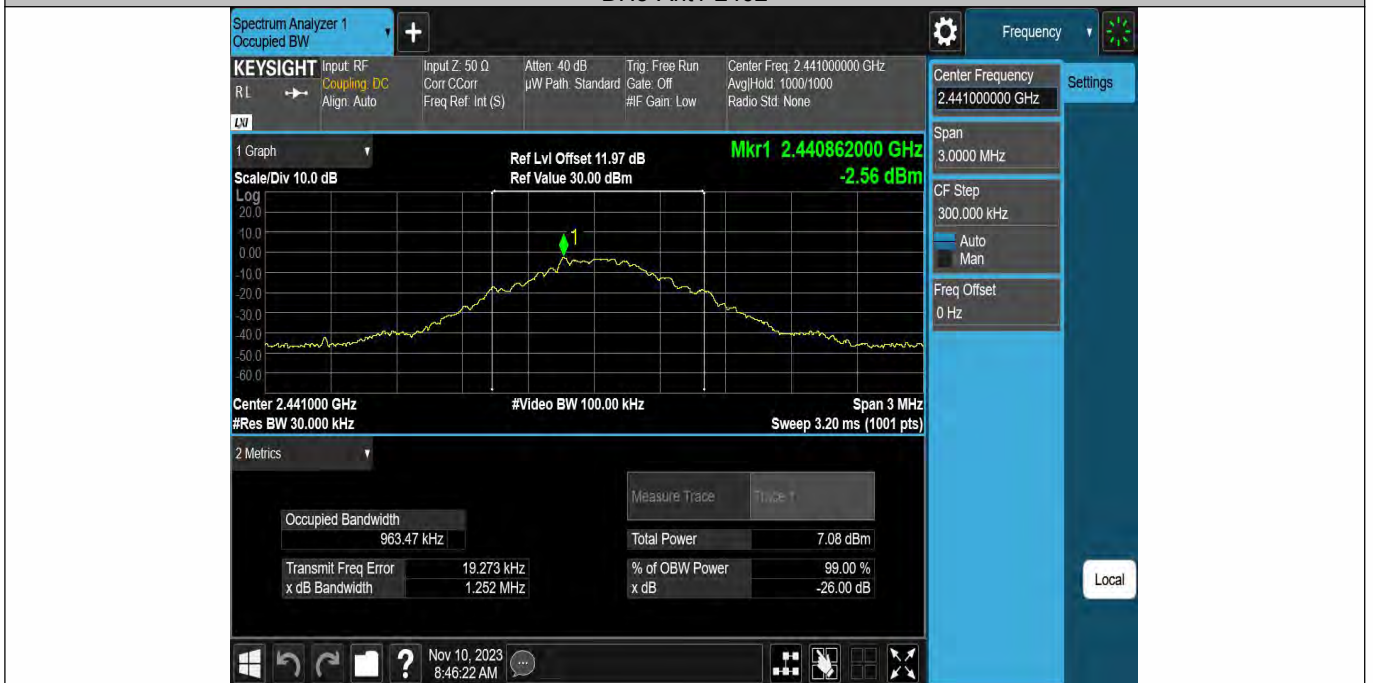 Spectrum Analyzer 1
Occupied BW
Frequency
KEYSIGHT
RL
LXI
Input: RF
Coupling: DC
Align: Auto
Input Z: 50 Ω
Corr CCorr
Freq Ref: Int (S)
Atten: 40 dB
µW Path: Standard
Trig: Free Run
Gate: Off
#IF Gain: Low
Center Freq: 2.441000000 GHz
Avg|Hold: 1000/1000
Radio Std: None
Center Frequency
2.441000000 GHz
Settings
Span
3.0000 MHz
CF Step
300.000 kHz
Auto
Man
Freq Offset
0 Hz
1 Graph
Scale/Div 10.0 dB
Ref Lvl Offset 11.97 dB
Ref Value 30.00 dBm
Mkr1 2.440862000 GHz
-2.56 dBm
Log
20.0
10.0
0.00
-10.0
-20.0
-30.0
-40.0
-50.0
-60.0
1
Center 2.441000 GHz
#Video BW 100.00 kHz
Span 3 MHz
#Res BW 30.000 kHz
Sweep 3.20 ms (1001 pts)
2 Metrics
Measure Trace
Trace 1
Occupied Bandwidth
963.47 kHz
Total Power
7.08 dBm
Transmit Freq Error
19.273 kHz
% of OBW Power
99.00 %
x dB Bandwidth
1.252 MHz
x dB
-26.00 dB
Local
Nov 10, 2023
8:46:22 AM